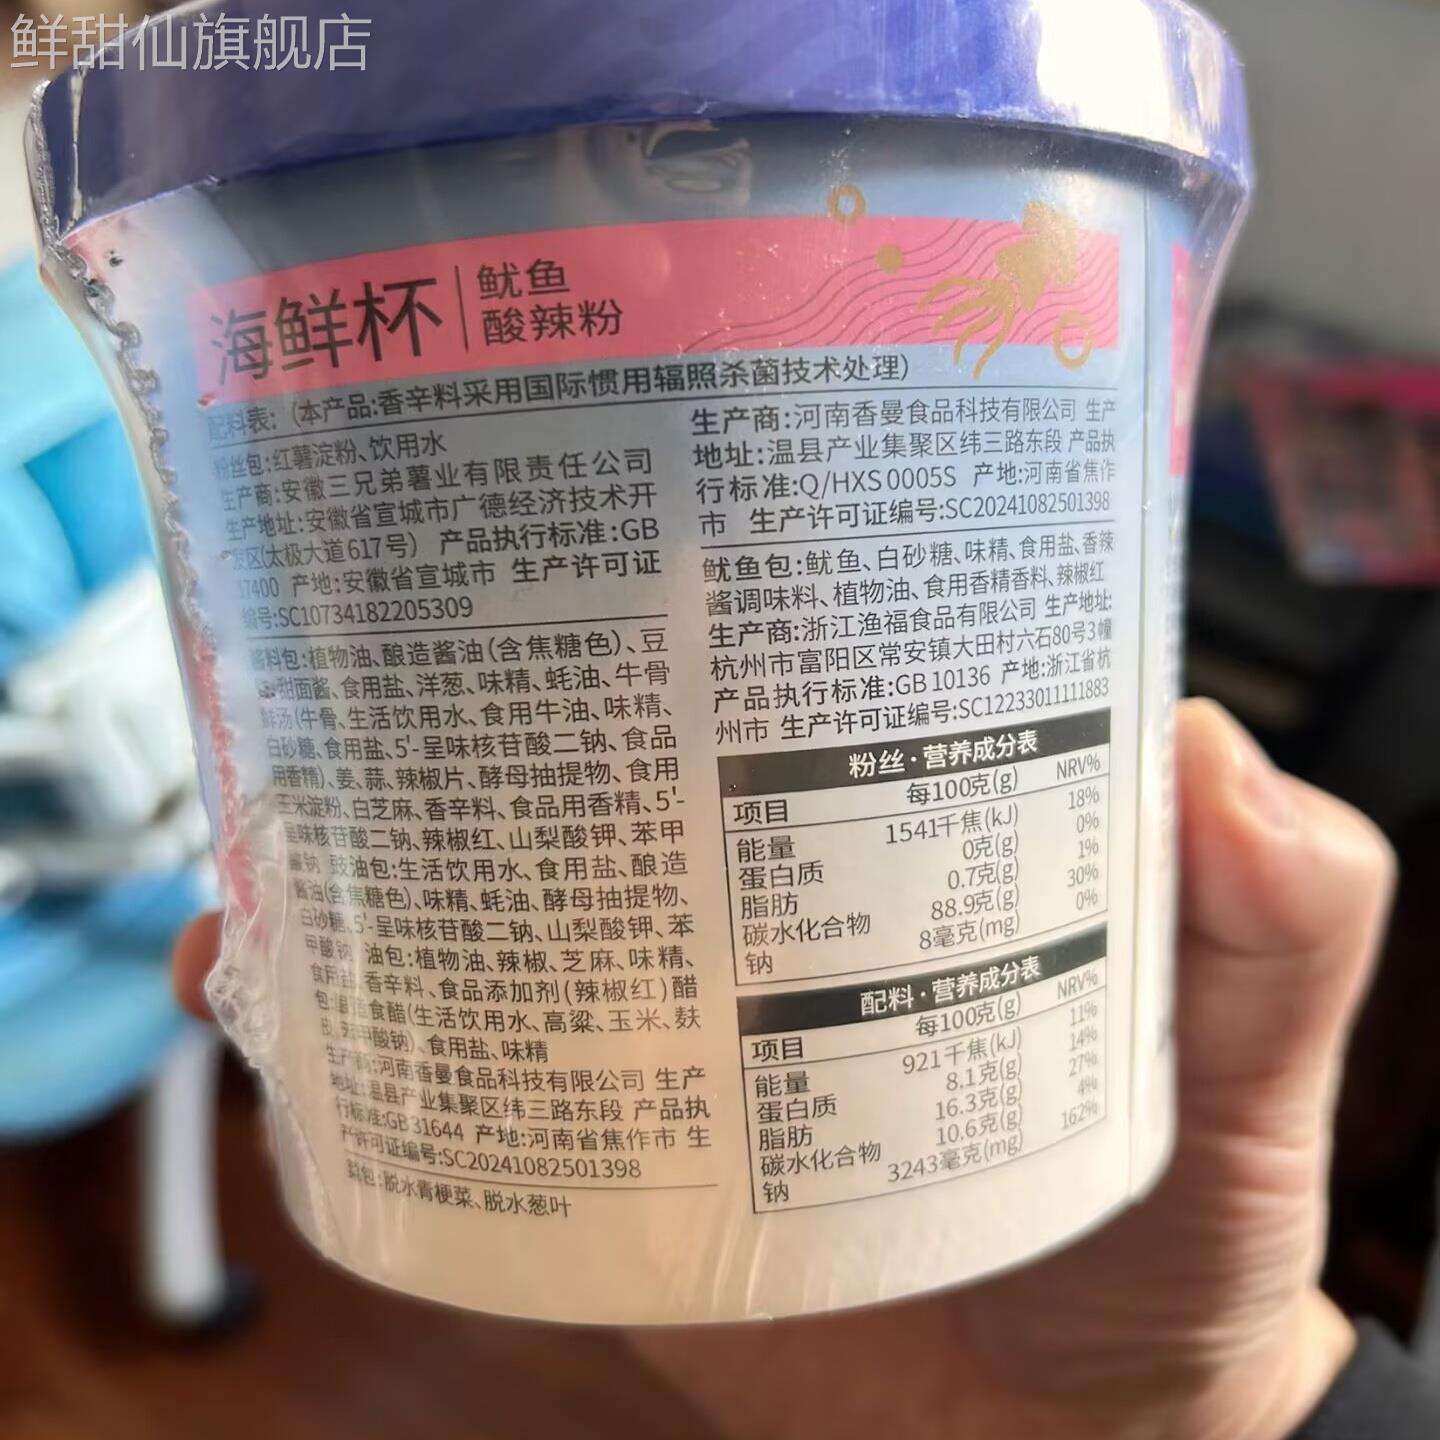 鲜甜仙旗舰店
海鲜杯
鱿鱼
酸辣粉
配料表:(本产品:香辛料采用国际惯用辐照杀菌技术处理)
粉丝包:红薯淀粉、饮用水
生产商:安徽三兄弟薯业有限责任公司
生产地址:安徽省宣城市广德经济技术开
发区(太极大道617号) 产品执行标准:GB
17400 产地:安徽省宣城市 生产许可证
编号:SC10734182205309
酱料包:植物油、酿造酱油(含焦糖色)、豆
甜面酱、食用盐、洋葱、味精、蚝油、牛骨
鲜汤(牛骨、生活饮用水、食用牛油、味精、
白砂糖、食用盐、5'-呈味核苷酸二钠、食品
用香精)、姜、蒜、辣椒片、酵母抽提物、食用
玉米淀粉、白芝麻、香辛料、食品用香精、5'-
呈味核苷酸二钠、辣椒红、山梨酸钾、苯甲
酸钠 豉油包:生活饮用水、食用盐、酿造
酱油(含焦糖色)、味精、蚝油、酵母抽提物、
白砂糖、5'-呈味核苷酸二钠、山梨酸钾、苯
甲酸钠 油包:植物油、辣椒、芝麻、味精、
食用盐、香辛料、食品添加剂(辣椒红) 醋
包:酿造食醋(生活饮用水、高粱、玉米、麸
皮、苯甲酸钠)、食用盐、味精
生产商:河南香曼食品科技有限公司 生产
地址:温县产业集聚区纬三路东段 产品执
行标准:GB 31644 产地:河南省焦作市 生
产许可证编号:SC20241082501398
料包:脱水青梗菜、脱水葱叶
生产商:河南香曼食品科技有限公司 生产
地址:温县产业集聚区纬三路东段 产品执
行标准:Q/HXS 0005S 产地:河南省焦作
市 生产许可证编号:SC20241082501398
鱿鱼包:鱿鱼、白砂糖、味精、食用盐、香辣
酱调味料、植物油、食用香精香料、辣椒红
生产商:浙江渔福食品有限公司 生产地址:
杭州市富阳区常安镇大田村六石80号3幢
产品执行标准:GB 10136 产地:浙江省杭
州市 生产许可证编号:SC12233011111883
粉丝·营养成分表
项目 每100克(g) NRV%
能量 1541千焦(kJ) 18%
蛋白质 0克(g) 0%
脂肪 0.7克(g) 1%
碳水化合物 88.9克(g) 30%
钠 8毫克(mg) 0%
配料·营养成分表
项目 每100克(g) NRV%
能量 921千焦(kJ) 11%
蛋白质 8.1克(g) 14%
脂肪 16.3克(g) 27%
碳水化合物 10.6克(g) 4%
钠 3243毫克(mg) 162%